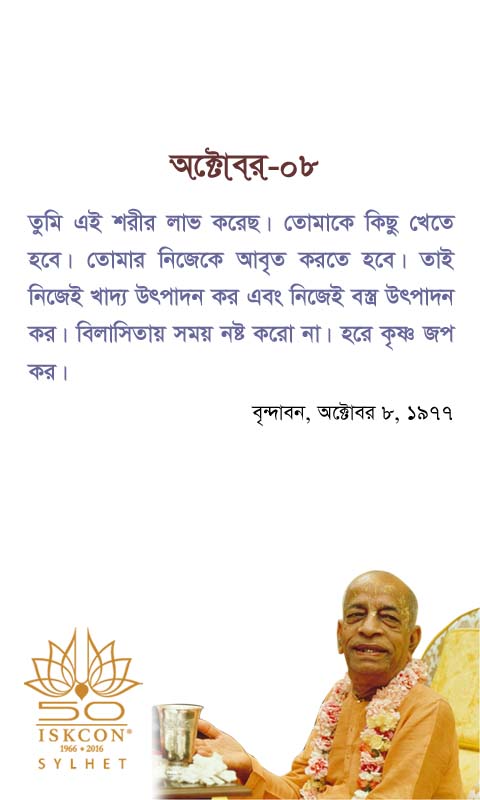 অক্টোবর-০৮
তুমি এই শরীর লাভ করেছ। তোমাকে কিছু খেতে
হবে। তোমার নিজেকে আবৃত করতে হবে। তাই
নিজেই খাদ্য উৎপাদন কর এবং নিজেই বস্ত্র উৎপাদন
কর। বিলাসিতায় সময় নষ্ট করো না। হরে কৃষ্ণ জপ
কর।
বৃন্দাবন, অক্টোবর ৮, ১৯৭৭
50
ISKCON®
1966 • 2016
SYLHET